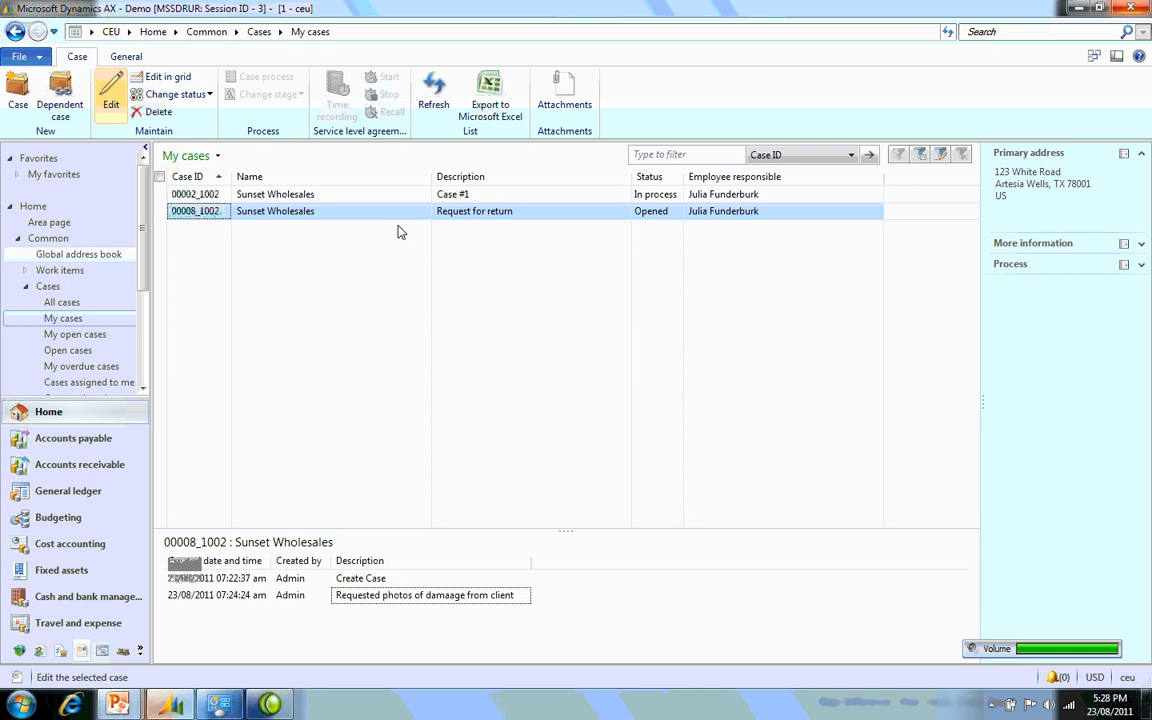 Microsoft Dynamics AX - Demo [MSSDRUR: Session ID - 3] - [1 - ceu]
CEU Home Common Cases My cases
Search
File Case General
Case
Dependent case
New
Edit
Edit in grid
Change status
Delete
Maintain
Case process
Change stage
Process
Time recording
Start
Stop
Recall
Service level agreem...
Refresh
Export to Microsoft Excel
List
Attachments
Attachments
Favorites
My favorites
Home
Area page
Common
Global address book
Work items
Cases
All cases
My cases
My open cases
Open cases
My overdue cases
Cases assigned to me
Home
Accounts payable
Accounts receivable
General ledger
Budgeting
Cost accounting
Fixed assets
Cash and bank manage...
Travel and expense
My cases
Type to filter
Case ID
Case ID Name Description Status Employee responsible
00002_1002 Sunset Wholesales Case #1 In process Julia Funderburk
00008_1002 Sunset Wholesales Request for return Opened Julia Funderburk
00008_1002 : Sunset Wholesales
date and time Created by Description
23/08/2011 07:22:37 am Admin Create Case
23/08/2011 07:24:24 am Admin Requested photos of damaage from client
Primary address
123 White Road
Artesia Wells, TX 78001
US
More information
Process
Volume
Edit the selected case
(0) USD ceu
5:28 PM
23/08/2011